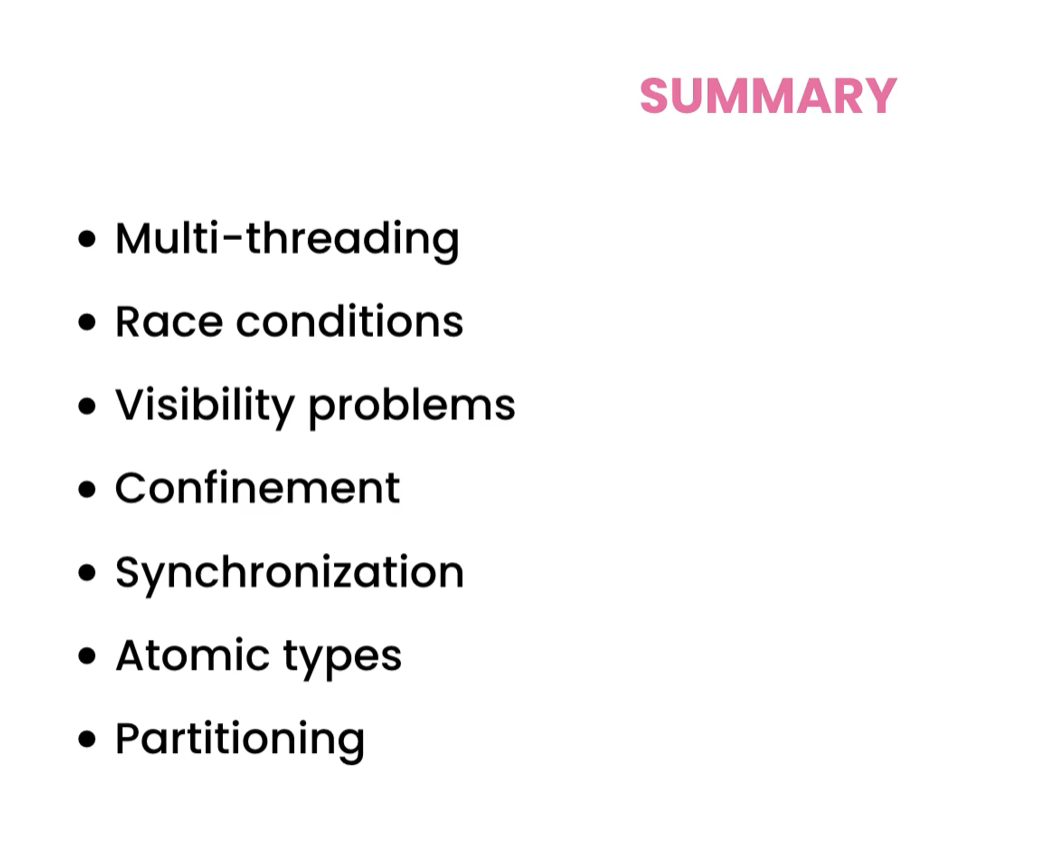 SUMMARY
• Multi-threading
• Race conditions
• Visibility problems
• Confinement
• Synchronization
• Atomic types
• Partitioning